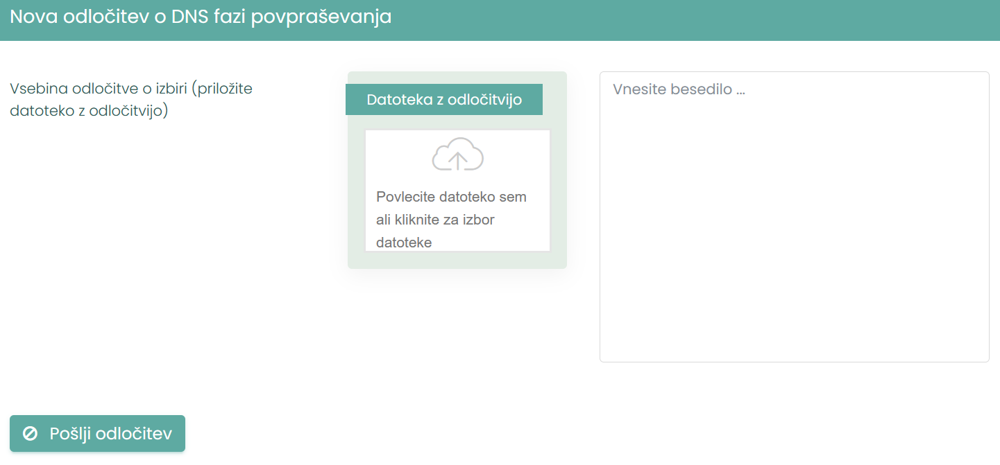 Nova odločitev o DNS fazi povpraševanja
Vsebina odločitve o izbiri (priložite
datoteko z odločitvijo)
Datoteka z odločitvijo
Povlecite datoteko sem
ali kliknite za izbor
datoteke
Vnesite besedilo ...
Pošlji odločitev